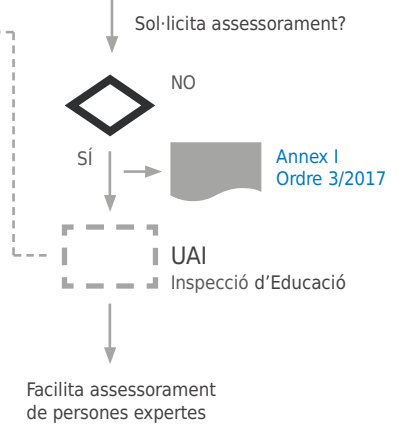 Sol·licita assessorament?
NO
SÍ
Annex I
Ordre 3/2017
UAI
Inspecció d’Educació
Facilita assessorament
de persones expertes